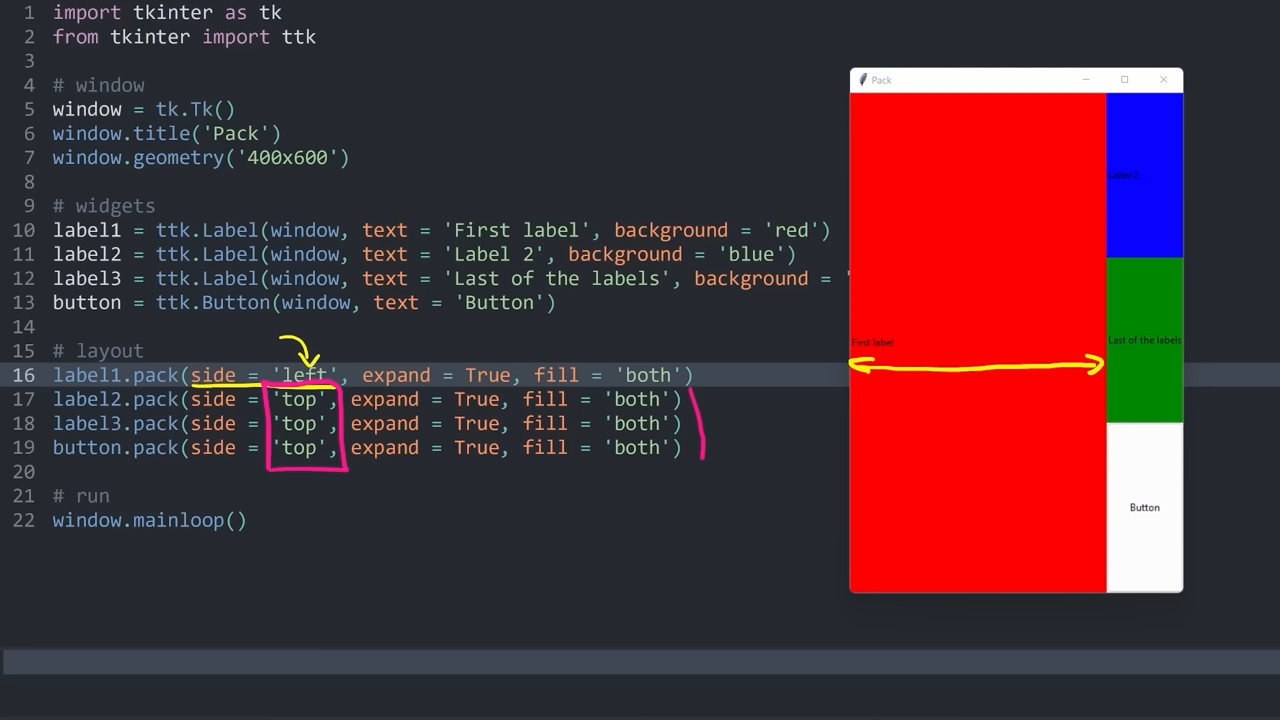 1 import tkinter as tk
2 from tkinter import ttk
3
4 # window
5 window = tk.Tk()
6 window.title('Pack')
7 window.geometry('400x600')
8
9 # widgets
10 label1 = ttk.Label(window, text = 'First label', background = 'red')
11 label2 = ttk.Label(window, text = 'Label 2', background = 'blue')
12 label3 = ttk.Label(window, text = 'Last of the labels', background = '
13 button = ttk.Button(window, text = 'Button')
14
15 # layout
16 label1.pack(side = 'left', expand = True, fill = 'both')
17 label2.pack(side = 'top', expand = True, fill = 'both')
18 label3.pack(side = 'top', expand = True, fill = 'both')
19 button.pack(side = 'top', expand = True, fill = 'both')
20
21 # run
22 window.mainloop()
Pack
First label
Label 2
Last of the labels
Button